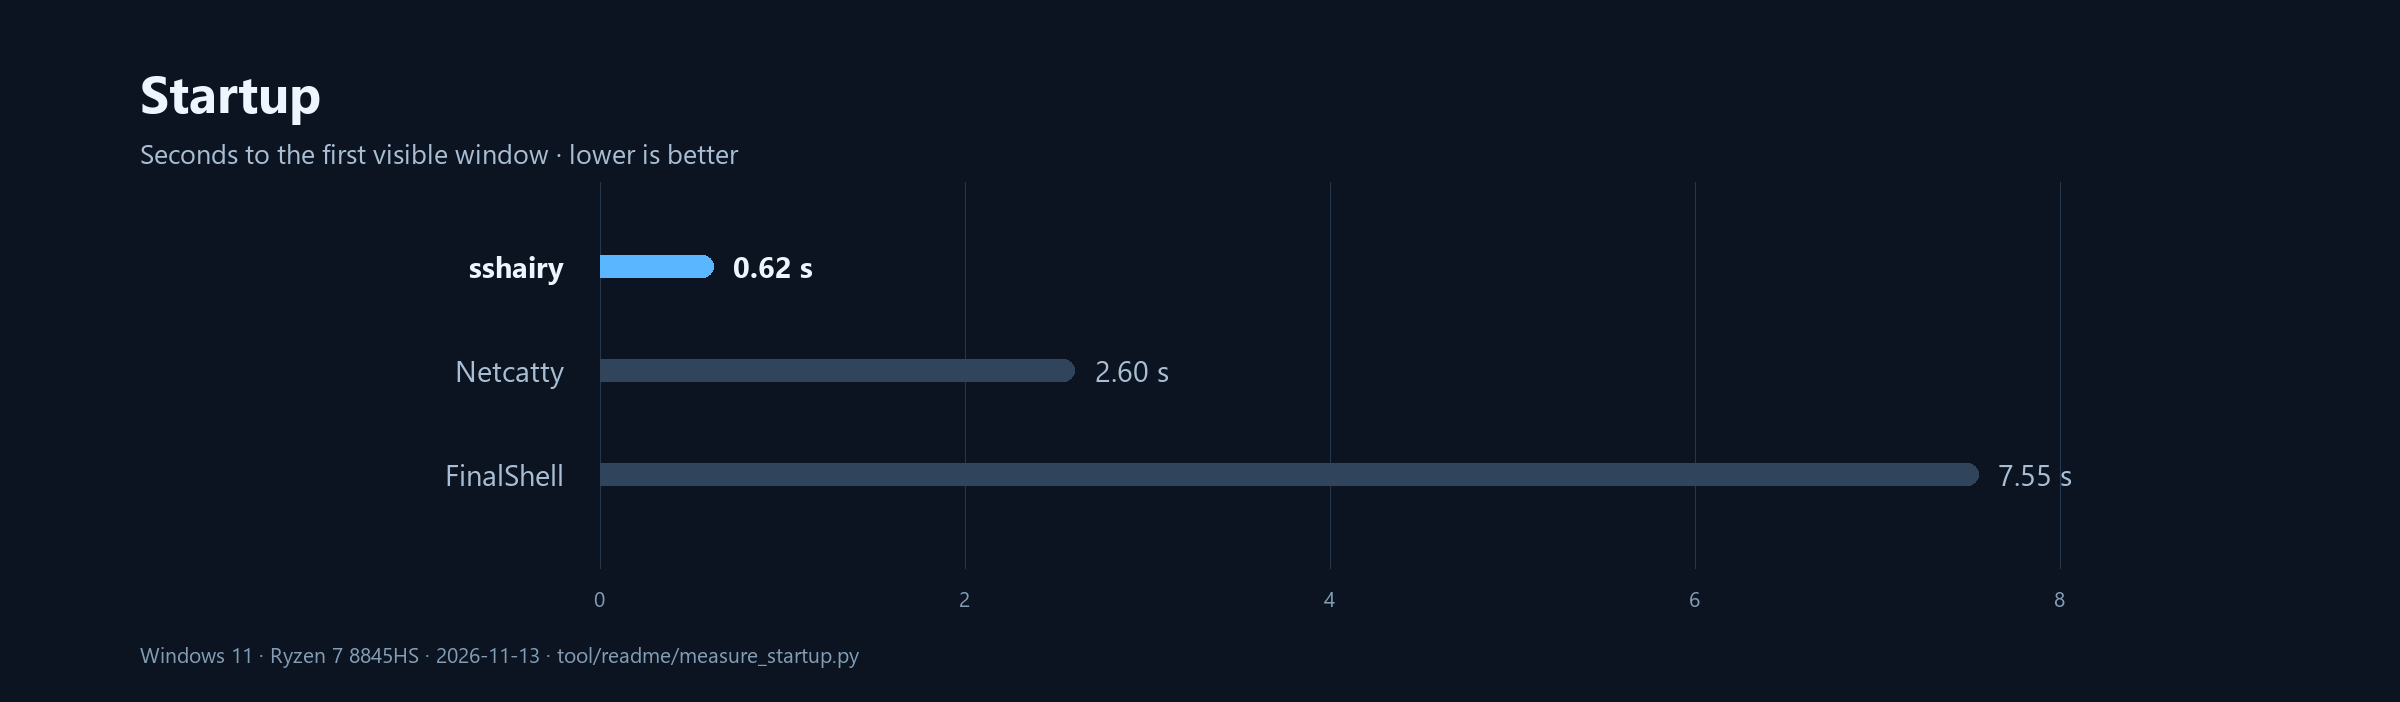 Startup
Seconds to the first visible window · lower is better
sshairy 0.62 s
Netcatty 2.60 s
FinalShell 7.55 s
0 2 4 6 8
Windows 11 · Ryzen 7 8845HS · 2026-11-13 · tool/readme/measure_startup.py